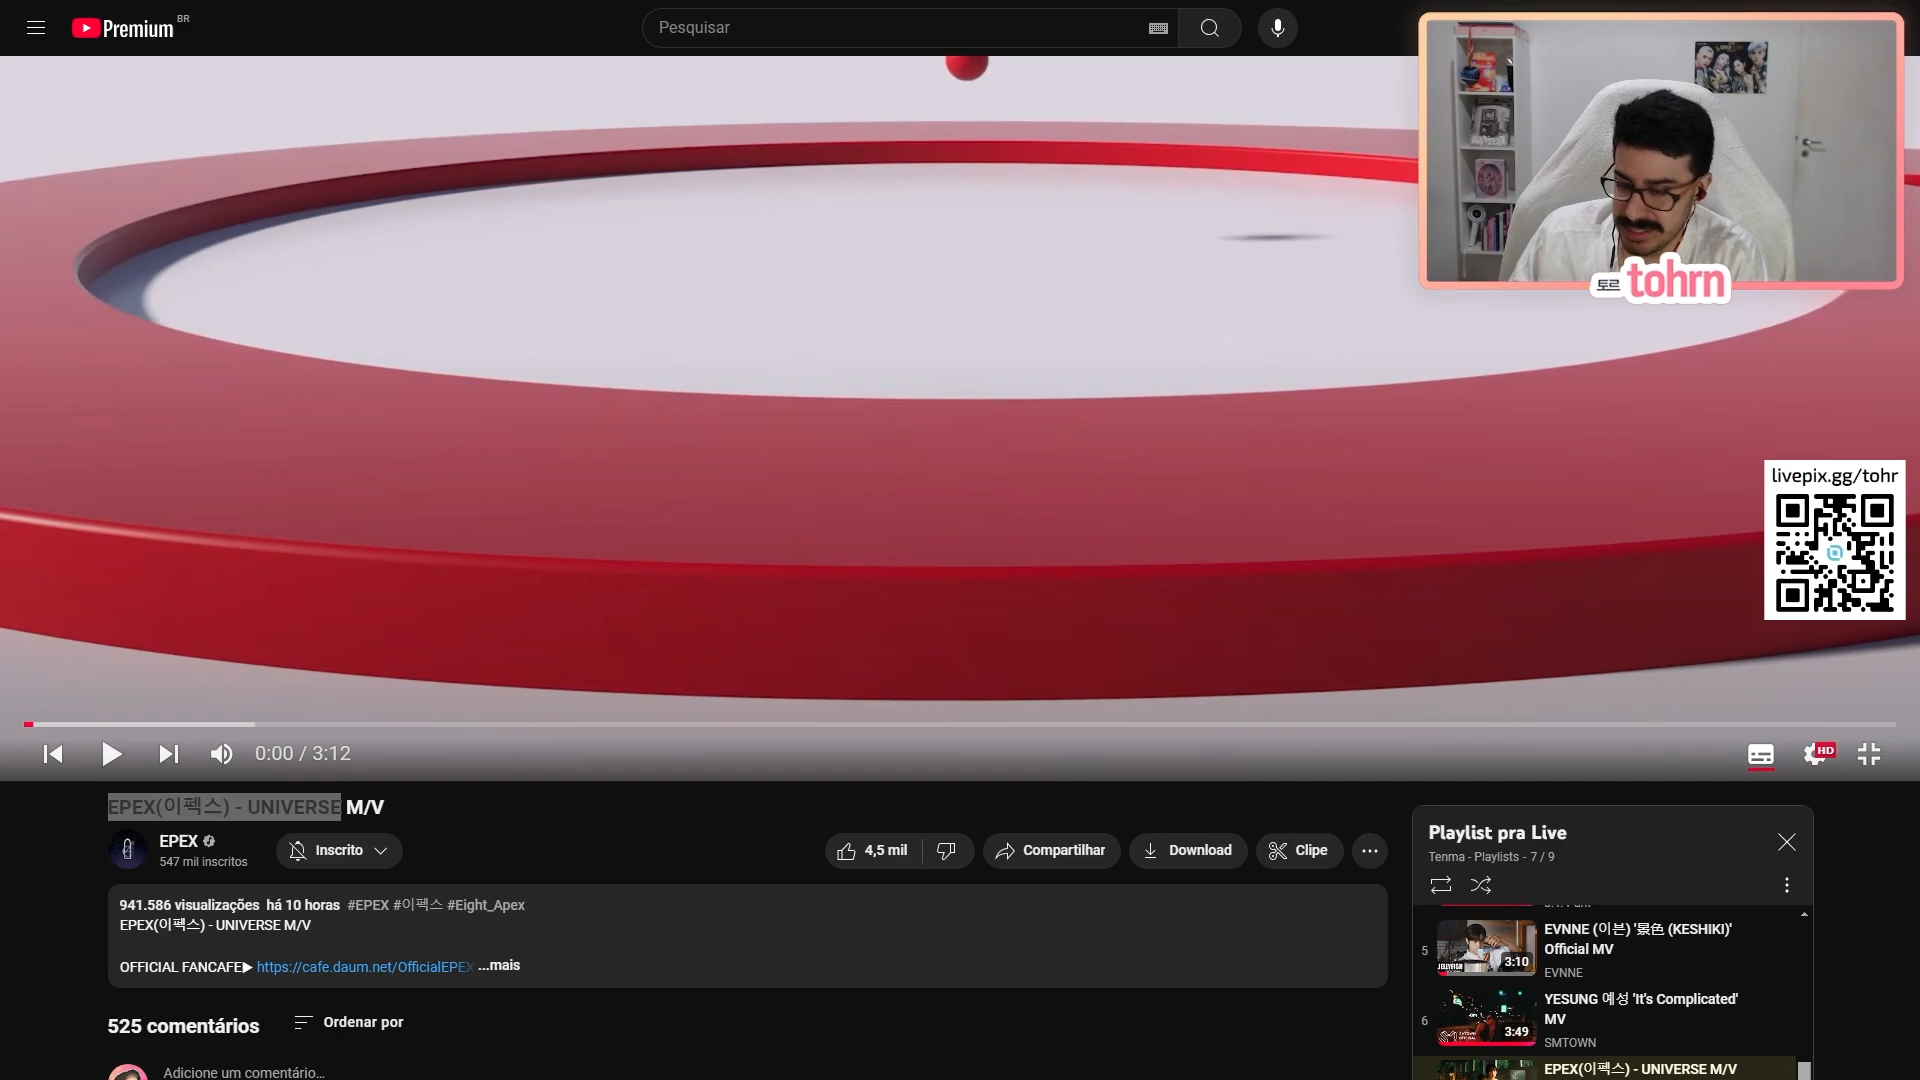 Premium BR
Pesquisar
토르 tohrn
livepix.gg/tohr
0:00 / 3:12
HD
EPEX(이펙스) - UNIVERSE M/V
EPEX
547 mil inscritos
Inscrito
4,5 mil
Compartilhar
Download
Clipe
941.586 visualizações há 10 horas #EPEX #이펙스 #Eight_Apex
EPEX(이펙스) - UNIVERSE M/V
OFFICIAL FANCAFE▶ https://cafe.daum.net/OfficialEPEX ...mais
525 comentários
Ordenar por
Adicione um comentário...
Playlist pra Live
Tenma - Playlists - 7 / 9
5
JELLYFISH
3:10
EVNNE (이븐) '景色 (KESHIKI)'
Official MV
EVNNE
6
3:49
YESUNG 예성 'It's Complicated'
MV
SMTOWN
EPEX(이펙스) - UNIVERSE M/V